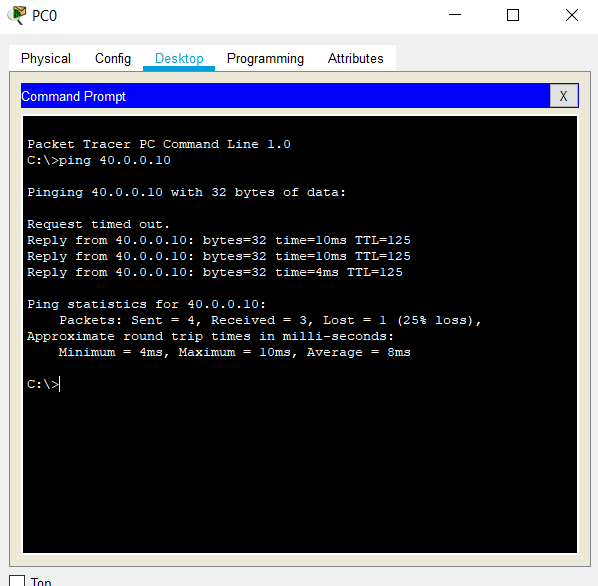 PC0
Physical Config Desktop Programming Attributes
Command Prompt X
Packet Tracer PC Command Line 1.0
C:\>ping 40.0.0.10
Pinging 40.0.0.10 with 32 bytes of data:
Request timed out.
Reply from 40.0.0.10: bytes=32 time=10ms TTL=125
Reply from 40.0.0.10: bytes=32 time=10ms TTL=125
Reply from 40.0.0.10: bytes=32 time=4ms TTL=125
Ping statistics for 40.0.0.10:
Packets: Sent = 4, Received = 3, Lost = 1 (25% loss),
Approximate round trip times in milli-seconds:
Minimum = 4ms, Maximum = 10ms, Average = 8ms
C:\>
Top